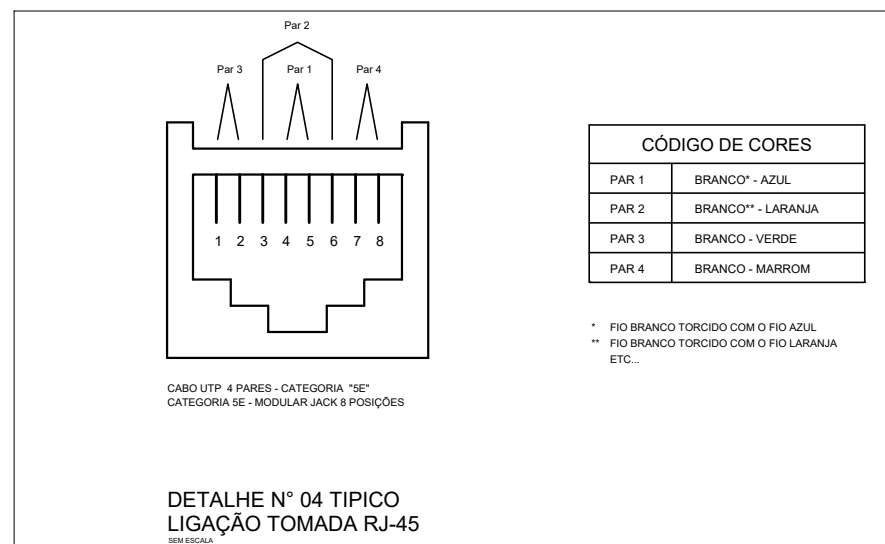 Par 2
Par 3 Par 1 Par 4
1 2 3 4 5 6 7 8
CABO UTP 4 PARES - CATEGORIA "5E"
CATEGORIA 5E - MODULAR JACK 8 POSIÇÕES
CÓDIGO DE CORES
PAR 1 BRANCO* - AZUL
PAR 2 BRANCO** - LARANJA
PAR 3 BRANCO - VERDE
PAR 4 BRANCO - MARROM
* FIO BRANCO TORCIDO COM O FIO AZUL
** FIO BRANCO TORCIDO COM O FIO LARANJA
ETC...
DETALHE N° 04 TIPICO
LIGAÇÃO TOMADA RJ-45
SEM ESCALA